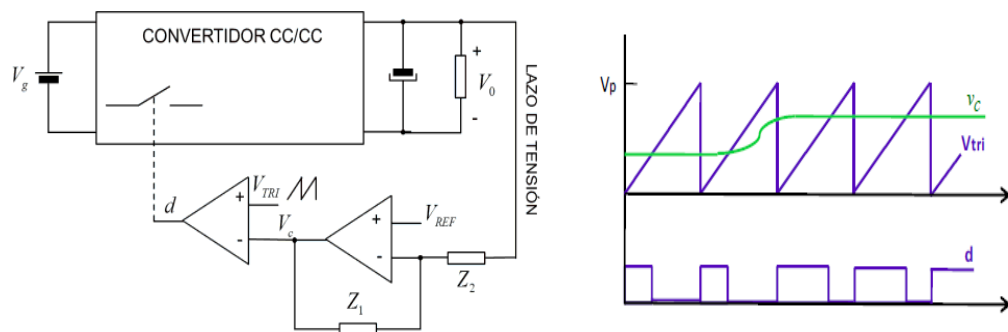 CONVERTIDOR CC/CC
V_g
+
V_0
-
LAZO DE TENSIÓN
d
+
V_TRI
V_c
-
+
V_REF
-
Z_2
Z_1
Vp
v_C
Vtri
d